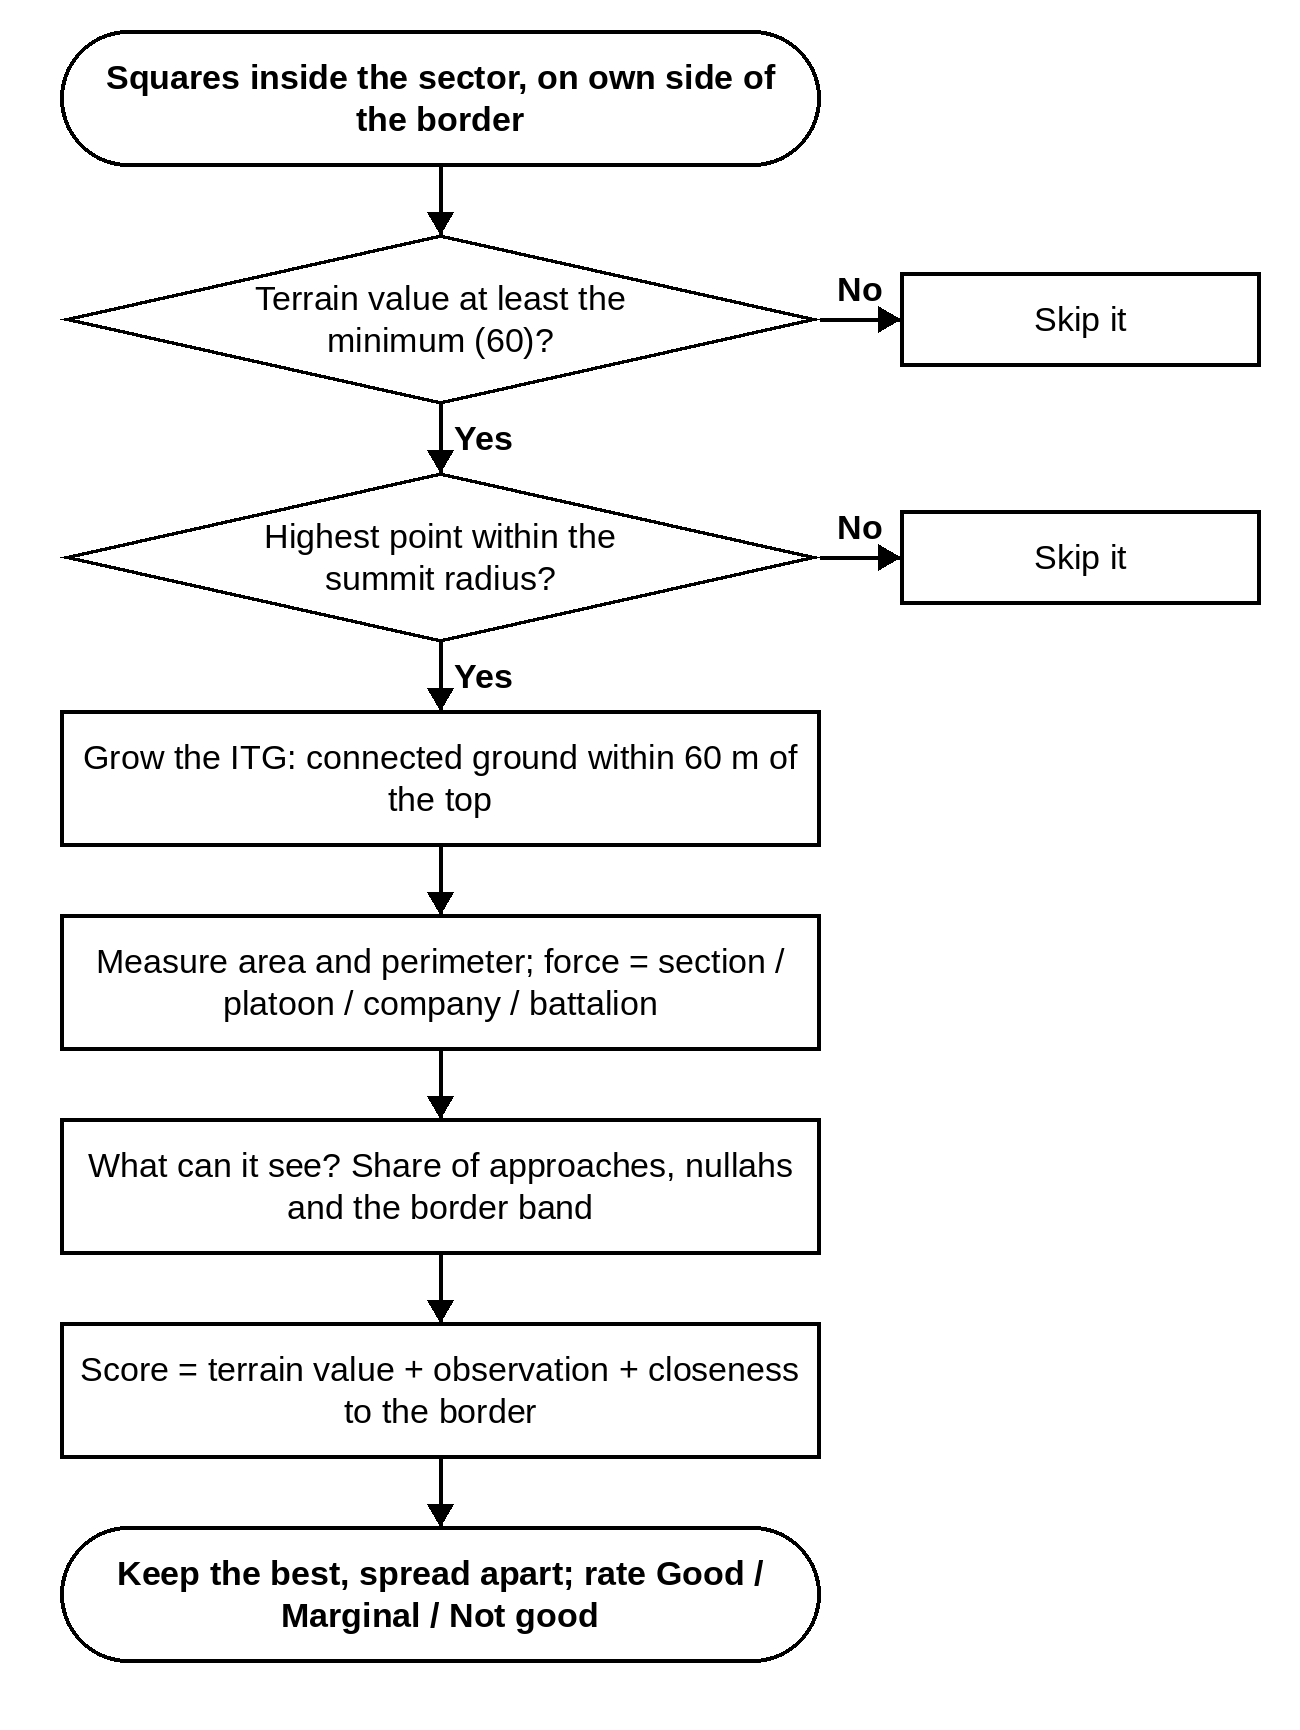 Squares inside the sector, on own side of
the border
Terrain value at least the
minimum (60)?
No
Skip it
Yes
Highest point within the
summit radius?
No
Skip it
Yes
Grow the ITG: connected ground within 60 m of
the top
Measure area and perimeter; force = section /
platoon / company / battalion
What can it see? Share of approaches, nullahs
and the border band
Score = terrain value + observation + closeness
to the border
Keep the best, spread apart; rate Good /
Marginal / Not good